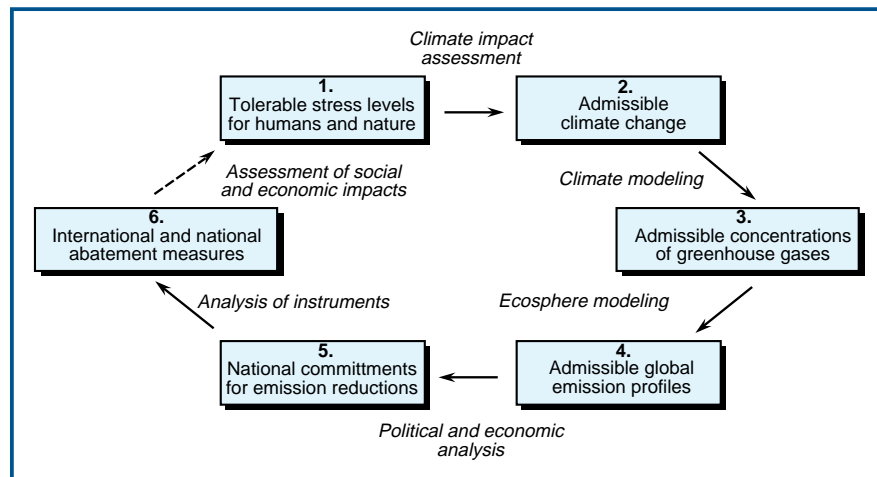 Climate impact
assessment
1.
Tolerable stress levels
for humans and nature
2.
Admissible
climate change
Climate modeling
3.
Admissible concentrations
of greenhouse gases
Ecosphere modeling
4.
Admissible global
emission profiles
Political and economic
analysis
5.
National committments
for emission reductions
Analysis of instruments
6.
International and national
abatement measures
Assessment of social
and economic impacts